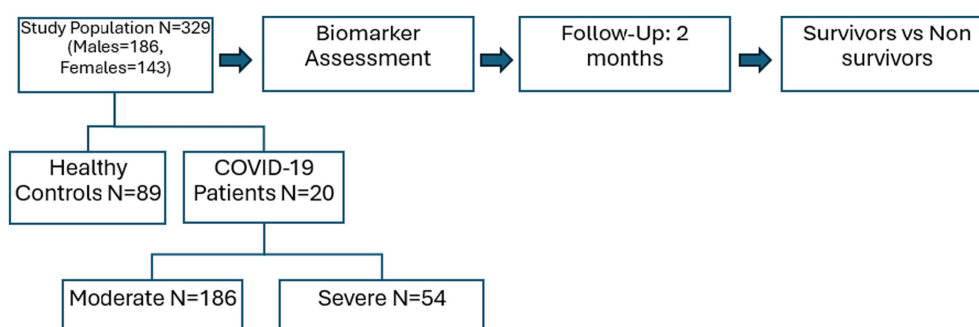 Study Population N=329
(Males=186,
Females=143)
Biomarker
Assessment
Follow-Up: 2
months
Survivors vs Non
survivors
Healthy
Controls N=89
COVID-19
Patients N=20
Moderate N=186
Severe N=54